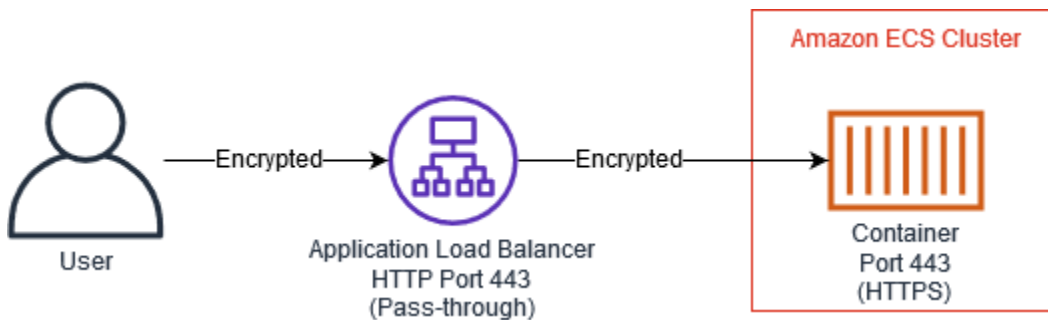 Amazon ECS Cluster
Encrypted
Encrypted
User
Application Load Balancer
HTTP Port 443
(Pass-through)
Container
Port 443
(HTTPS)